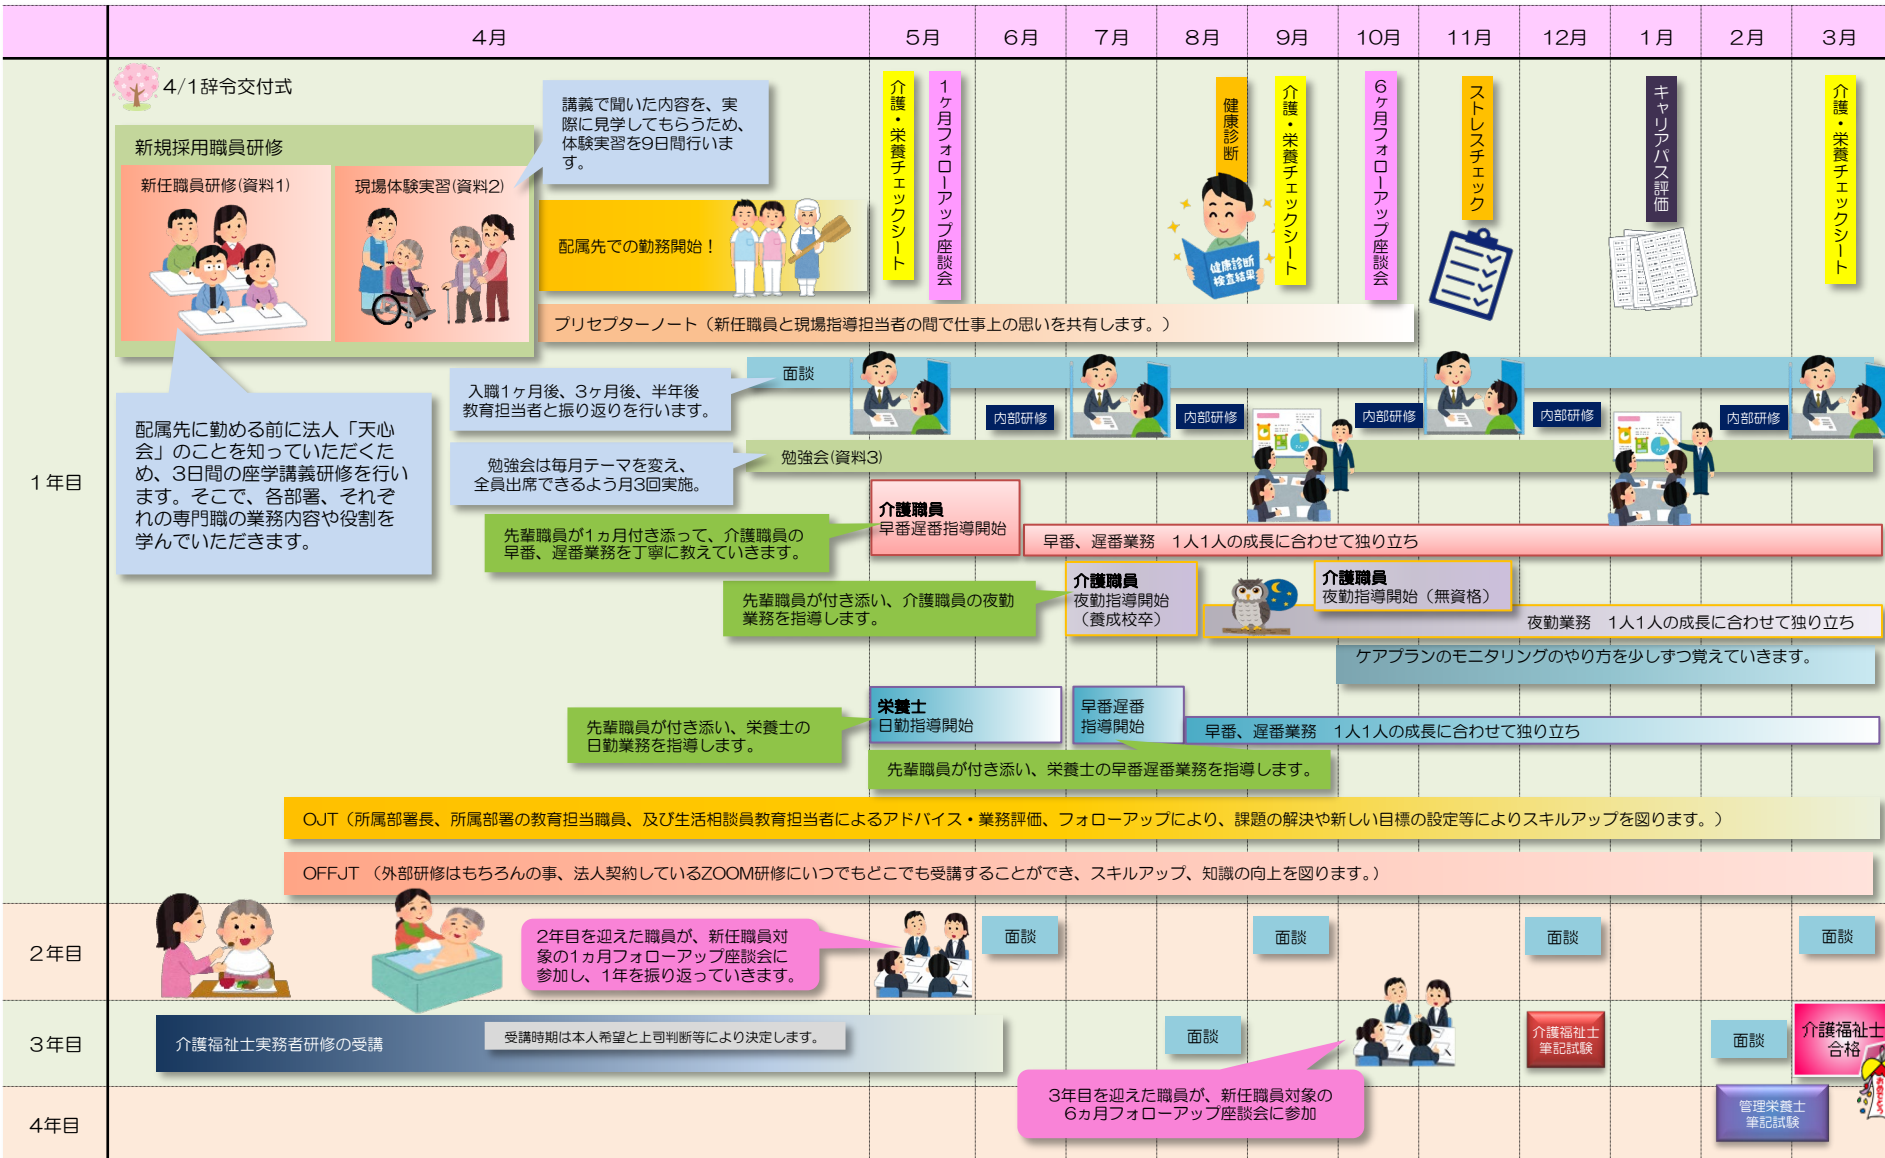 4月
5月
6月
7月
8月
9月
10月
11月
12月
1月
2月
3月
1年目
4/1辞令交付式
新規採用職員研修
新任職員研修(資料1)
現場体験実習(資料2)
講義で聞いた内容を、実
際に見学してもらうため、
体験実習を9日間行いま
す。
配属先での勤務開始！
介護・栄養チェックシート
1ヶ月フォローアップ座談会
健康診断
健康診断
検査結果
介護・栄養チェックシート
6ヶ月フォローアップ座談会
ストレスチェック
キャリアパス評価
介護・栄養チェックシート
プリセプターノート（新任職員と現場指導担当者の間で仕事上の思いを共有します。）
配属先に勤める前に法人「天心
会」のことを知っていただくた
め、3日間の座学講義研修を行い
ます。そこで、各部署、それぞ
れの専門職の業務内容や役割を
学んでいただきます。
入職1ヶ月後、3ヶ月後、半年後
教育担当者と振り返りを行います。
面談
内部研修
内部研修
内部研修
内部研修
内部研修
勉強会は毎月テーマを変え、
全員出席できるよう月3回実施。
勉強会(資料3)
先輩職員が1ヵ月付き添って、介護職員の
早番、遅番業務を丁寧に教えていきます。
介護職員
早番遅番指導開始
早番、遅番業務　1人1人の成長に合わせて独り立ち
先輩職員が付き添い、介護職員の夜勤
業務を指導します。
介護職員
夜勤指導開始
（養成校卒）
介護職員
夜勤指導開始（無資格）
夜勤業務　1人1人の成長に合わせて独り立ち
ケアプランのモニタリングのやり方を少しずつ覚えていきます。
先輩職員が付き添い、栄養士の
日勤業務を指導します。
栄養士
日勤指導開始
早番遅番
指導開始
早番、遅番業務　1人1人の成長に合わせて独り立ち
先輩職員が付き添い、栄養士の早番遅番業務を指導します。
OJT（所属部署長、所属部署の教育担当職員、及び生活相談員教育担当者によるアドバイス・業務評価、フォローアップにより、課題の解決や新しい目標の設定等によりスキルアップを図ります。）
OFFJT （外部研修はもちろんの事、法人契約しているZOOM研修にいつでもどこでも受講することができ、スキルアップ、知識の向上を図ります。）
2年目
2年目を迎えた職員が、新任職員対
象の1ヵ月フォローアップ座談会に
参加し、1年を振り返っていきます。
面談
面談
面談
面談
3年目
介護福祉士実務者研修の受講
受講時期は本人希望と上司判断等により決定します。
面談
介護福祉士
筆記試験
面談
介護福祉士
合格
おめでとう
3年目を迎えた職員が、新任職員対象の
6ヵ月フォローアップ座談会に参加
4年目
管理栄養士
筆記試験